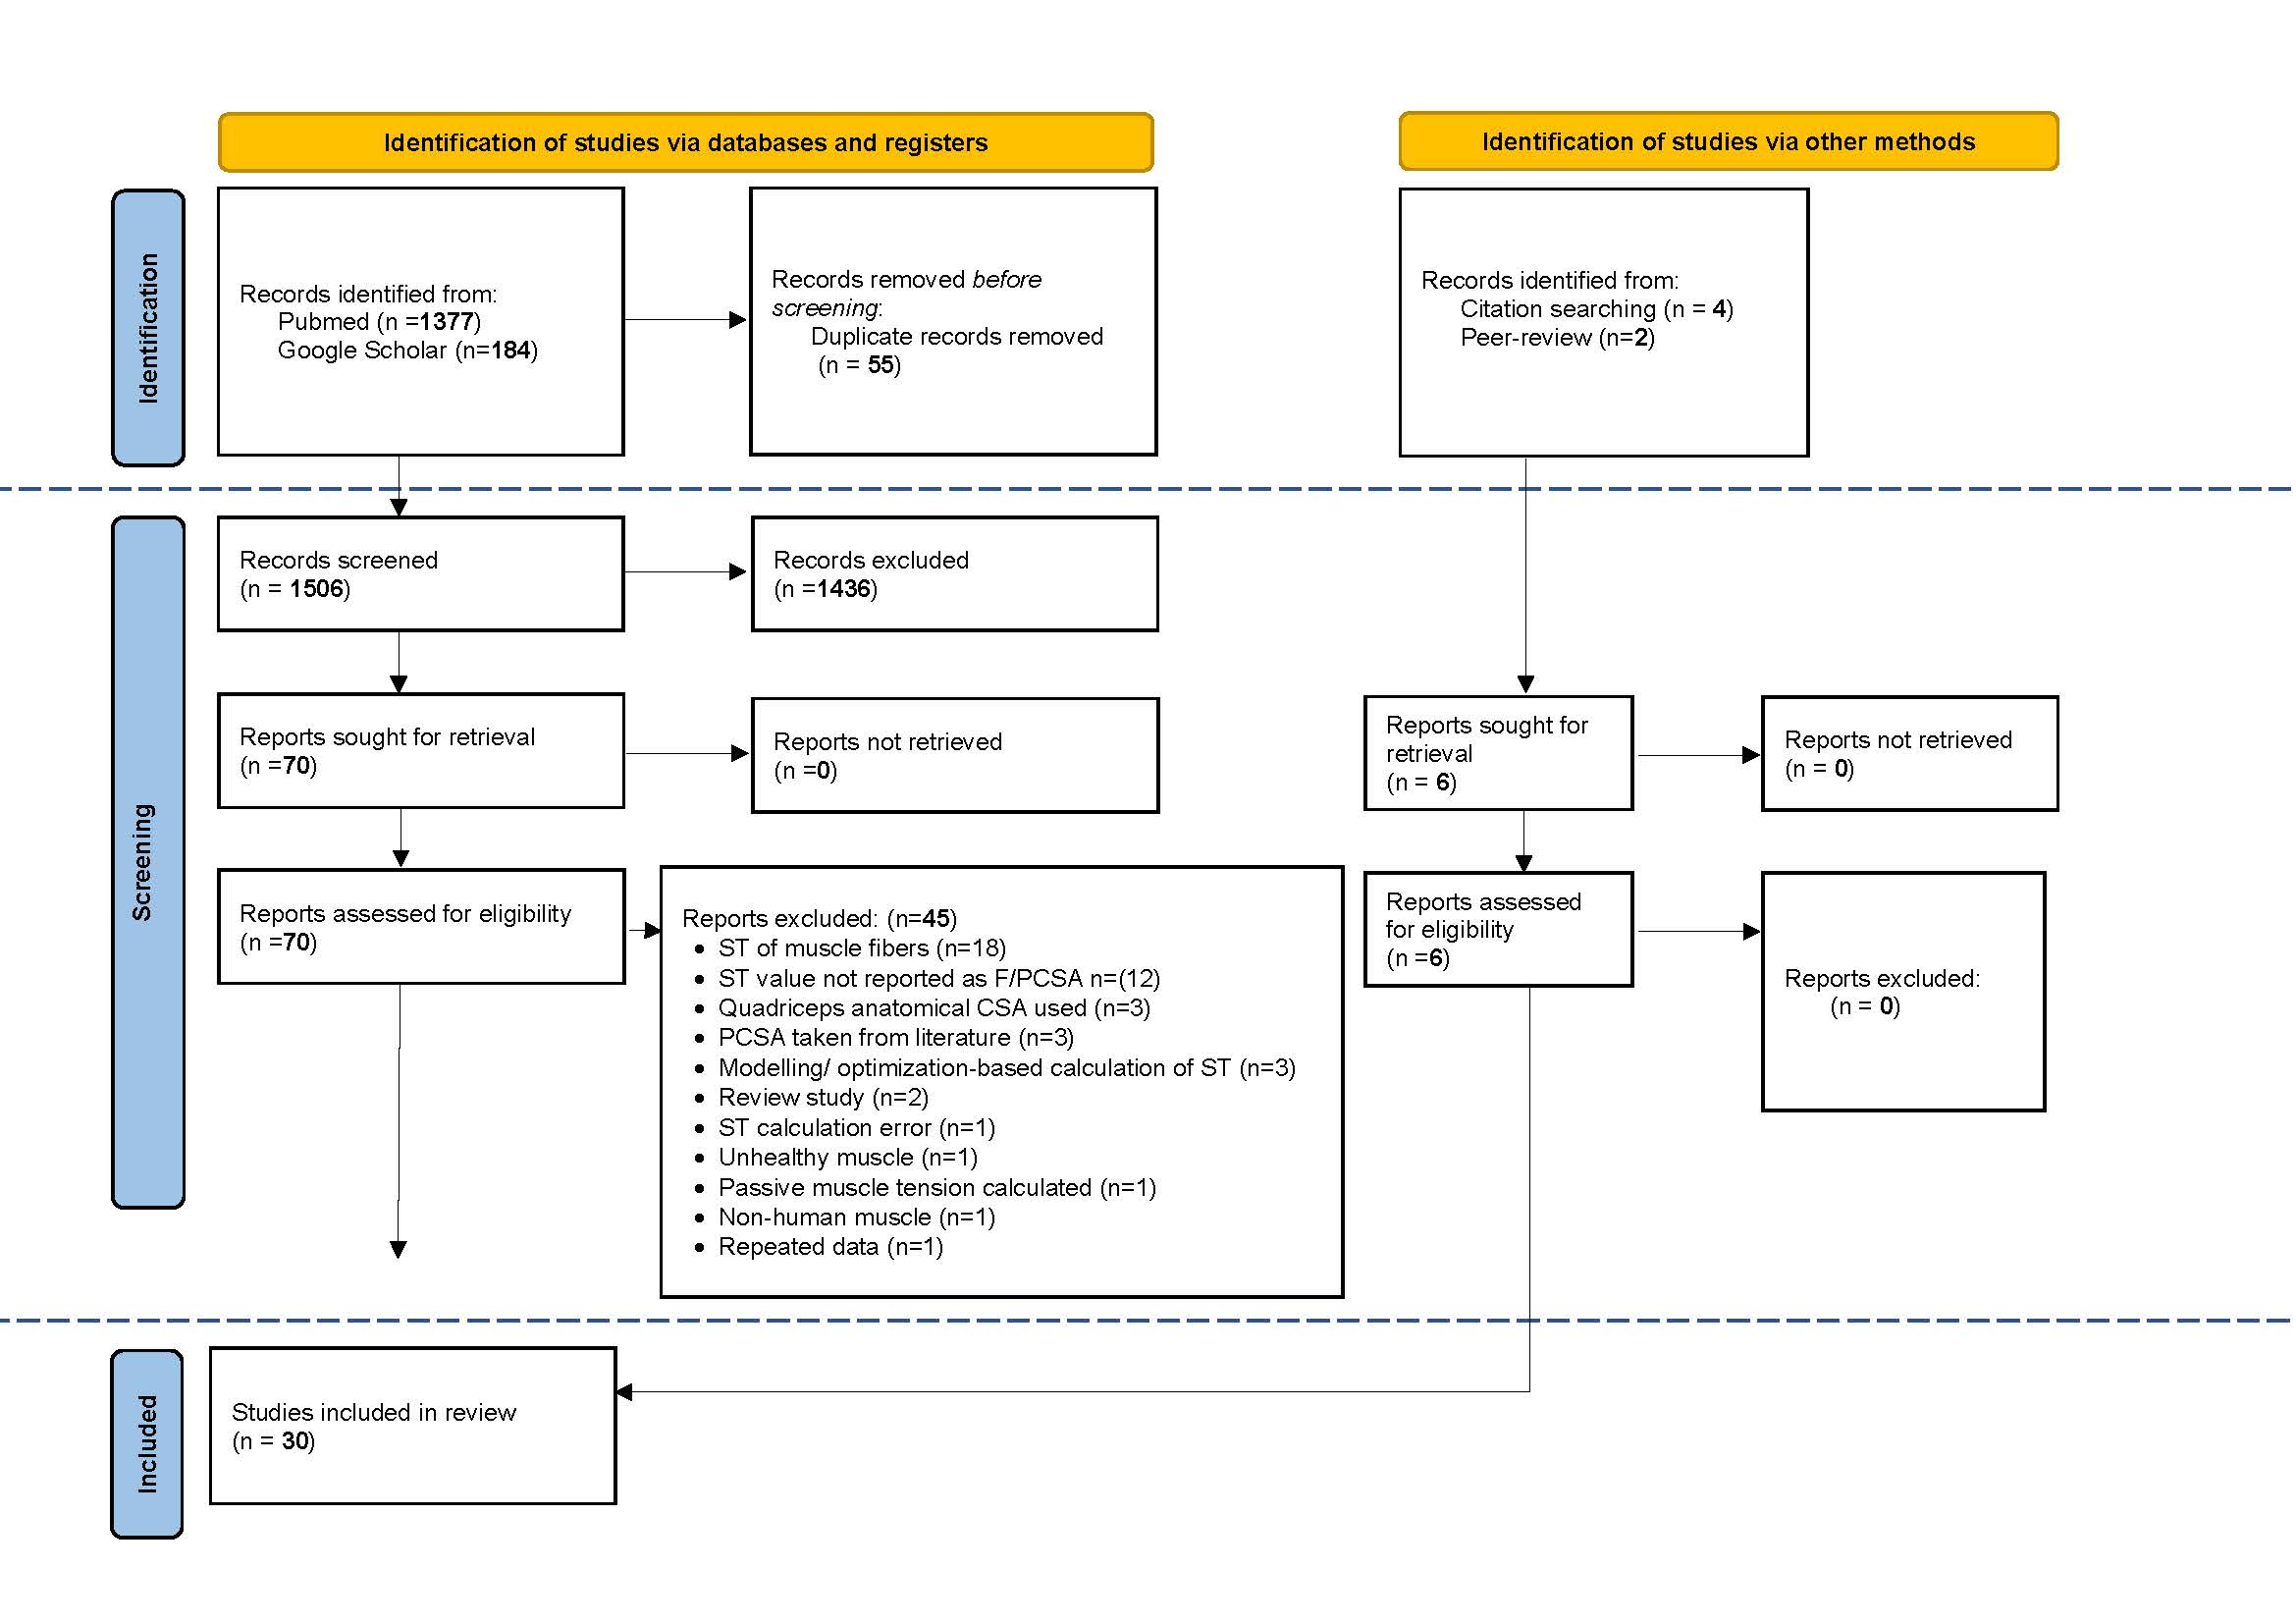 Identification of studies via databases and registers
Identification of studies via other methods
Identification
Records identified from:
Pubmed (n =1377)
Google Scholar (n=184)
Records removed before
screening:
Duplicate records removed
(n = 55)
Records identified from:
Citation searching (n = 4)
Peer-review (n=2)
Screening
Records screened
(n = 1506)
Records excluded
(n =1436)
Reports sought for retrieval
(n =70)
Reports not retrieved
(n =0)
Reports sought for
retrieval
(n = 6)
Reports not retrieved
(n = 0)
Reports assessed for eligibility
(n =70)
Reports excluded: (n=45)
• ST of muscle fibers (n=18)
• ST value not reported as F/PCSA n=(12)
• Quadriceps anatomical CSA used (n=3)
• PCSA taken from literature (n=3)
• Modelling/ optimization-based calculation of ST (n=3)
• Review study (n=2)
• ST calculation error (n=1)
• Unhealthy muscle (n=1)
• Passive muscle tension calculated (n=1)
• Non-human muscle (n=1)
• Repeated data (n=1)
Reports assessed
for eligibility
(n =6)
Reports excluded:
(n = 0)
Included
Studies included in review
(n = 30)